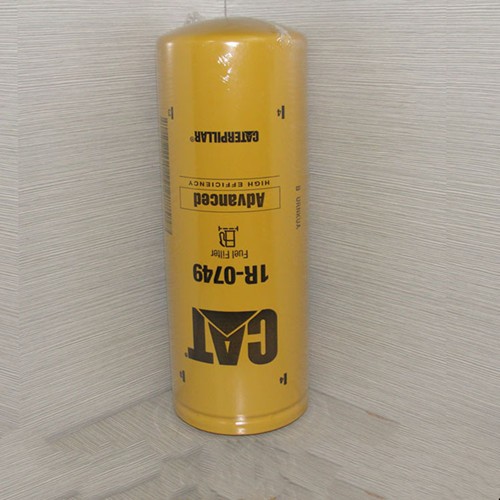 CAT
1R-0749
Fuel Filter
Advanced
HIGH EFFICIENCY
CATERPILLAR®